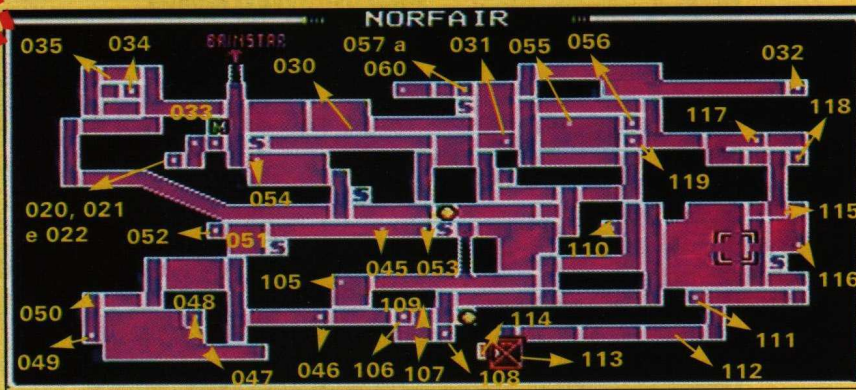 NORFAIR
035
034
BRINSTAR
057 a
060
031
055
056
032
030
033
M
S
117
118
S
054
119
S
020, 021
e 022
052
051
S
045
053
S
110
S
115
116
S
105
050
048
109
114
111
049
047
046
106
107
108
113
112